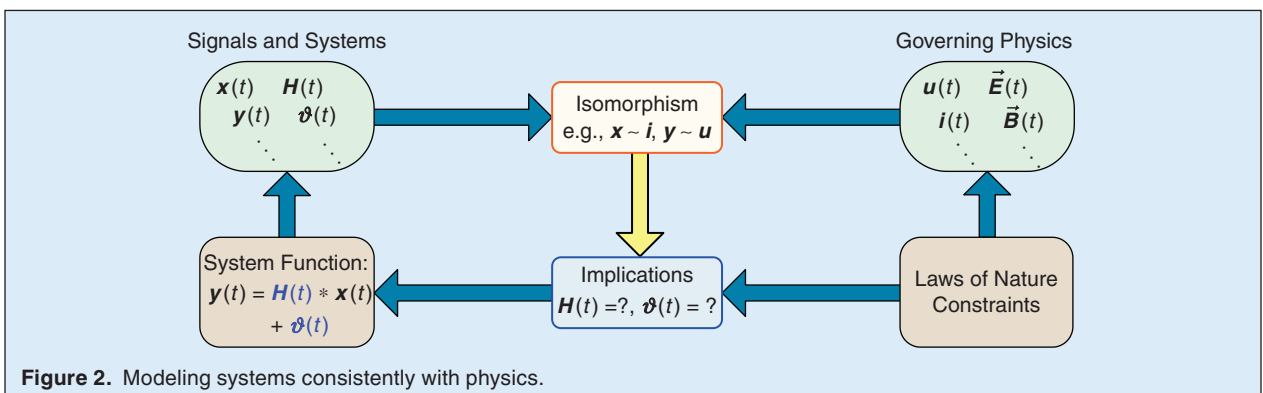 Signals and Systems
x(t) H(t)
y(t) ϑ(t)
⋱ ⋱
Isomorphism
e.g., x ~ i, y ~ u
Governing Physics
u(t) E⃗(t)
i(t) B⃗(t)
⋱ ⋱
System Function:
y(t) = H(t) * x(t)
+ ϑ(t)
Implications
H(t) =?, ϑ(t) = ?
Laws of Nature
Constraints
Figure 2. Modeling systems consistently with physics.